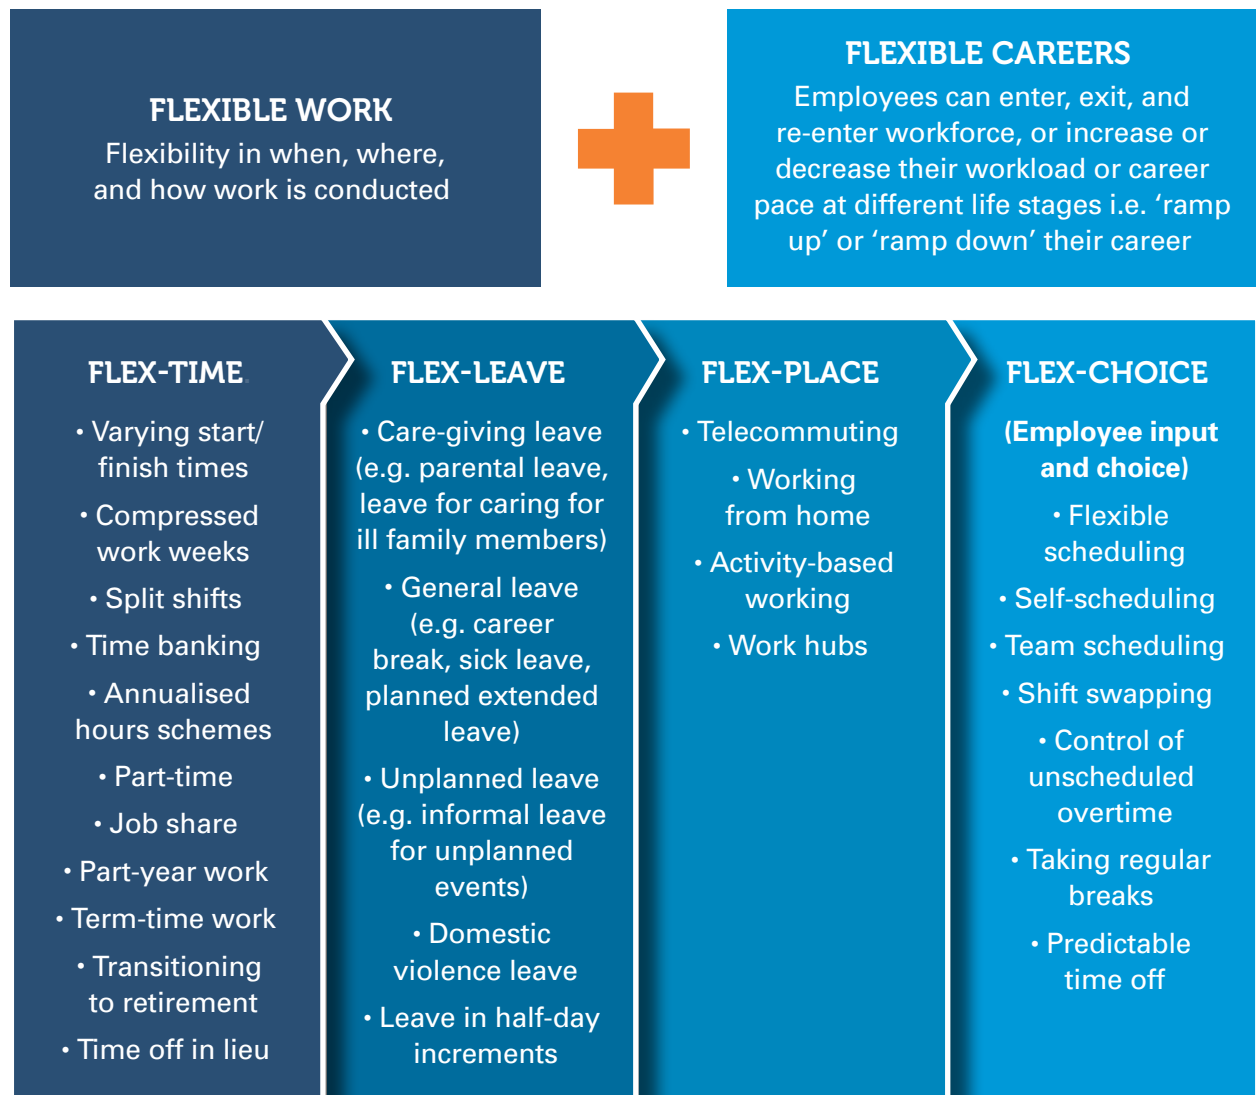 FLEXIBLE WORK
Flexibility in when, where,
and how work is conducted
FLEXIBLE CAREERS
Employees can enter, exit, and
re-enter workforce, or increase or
decrease their workload or career
pace at different life stages i.e. ‘ramp
up’ or ‘ramp down’ their career
FLEX-TIME.
• Varying start/
finish times
• Compressed
work weeks
• Split shifts
• Time banking
• Annualised
hours schemes
• Part-time
• Job share
• Part-year work
• Term-time work
• Transitioning
to retirement
• Time off in lieu
FLEX-LEAVE
• Care-giving leave
(e.g. parental leave,
leave for caring for
ill family members)
• General leave
(e.g. career
break, sick leave,
planned extended
leave)
• Unplanned leave
(e.g. informal leave
for unplanned
events)
• Domestic
violence leave
• Leave in half-day
increments
FLEX-PLACE
• Telecommuting
• Working
from home
• Activity-based
working
• Work hubs
FLEX-CHOICE
(Employee input
and choice)
• Flexible
scheduling
• Self-scheduling
• Team scheduling
• Shift swapping
• Control of
unscheduled
overtime
• Taking regular
breaks
• Predictable
time off